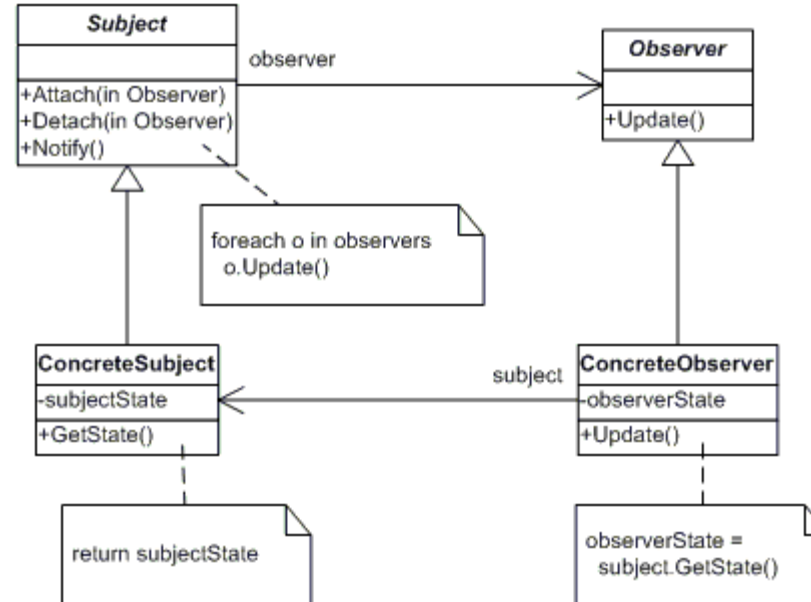 Subject
+Attach(in Observer)
+Detach(in Observer)
+Notify()
observer
Observer
+Update()
foreach o in observers
o.Update()
ConcreteSubject
-subjectState
+GetState()
subject
ConcreteObserver
-observerState
+Update()
return subjectState
observerState =
subject.GetState()